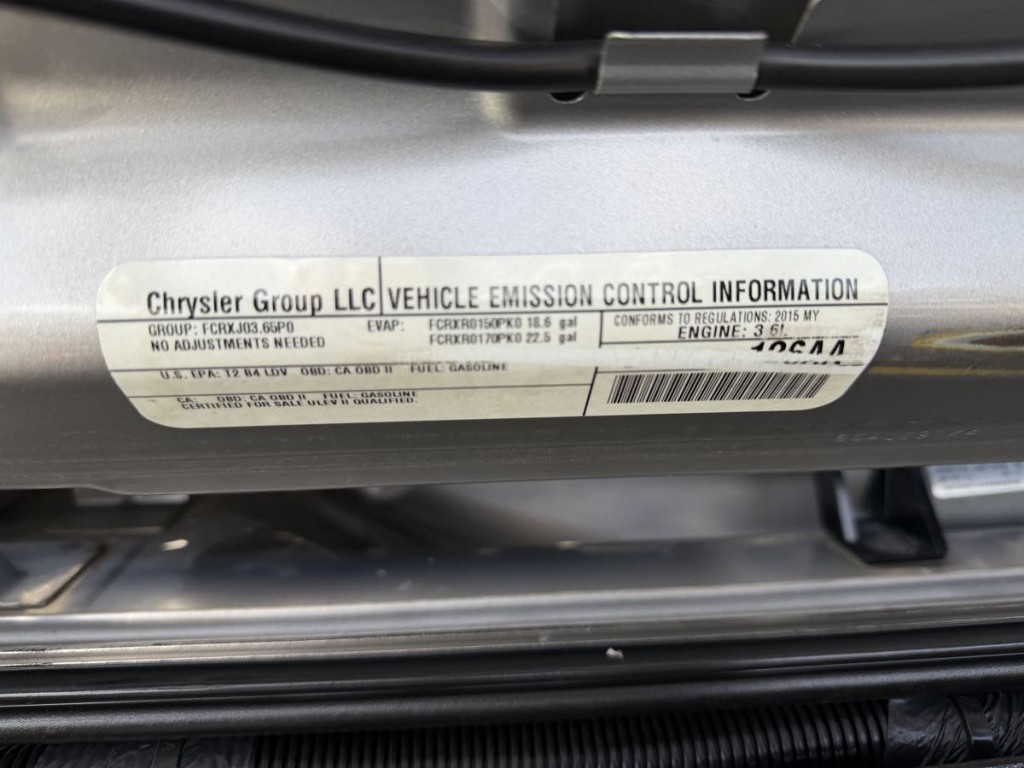 Chrysler Group LLC VEHICLE EMISSION CONTROL INFORMATION
GROUP: FCRXJ03.65P0 EVAP: FCRXR0150PK0 18.6 gal
FCRXR0170PK0 22.5 gal
NO ADJUSTMENTS NEEDED
CONFORMS TO REGULATIONS: 2015 MY
ENGINE: 3.6L
U.S. EPA: T2 B4 LDV OBD: CA OBD II FUEL: GASOLINE
CA: OBD: CA OBD II FUEL: GASOLINE
CERTIFIED FOR SALE ULEV II QUALIFIED.